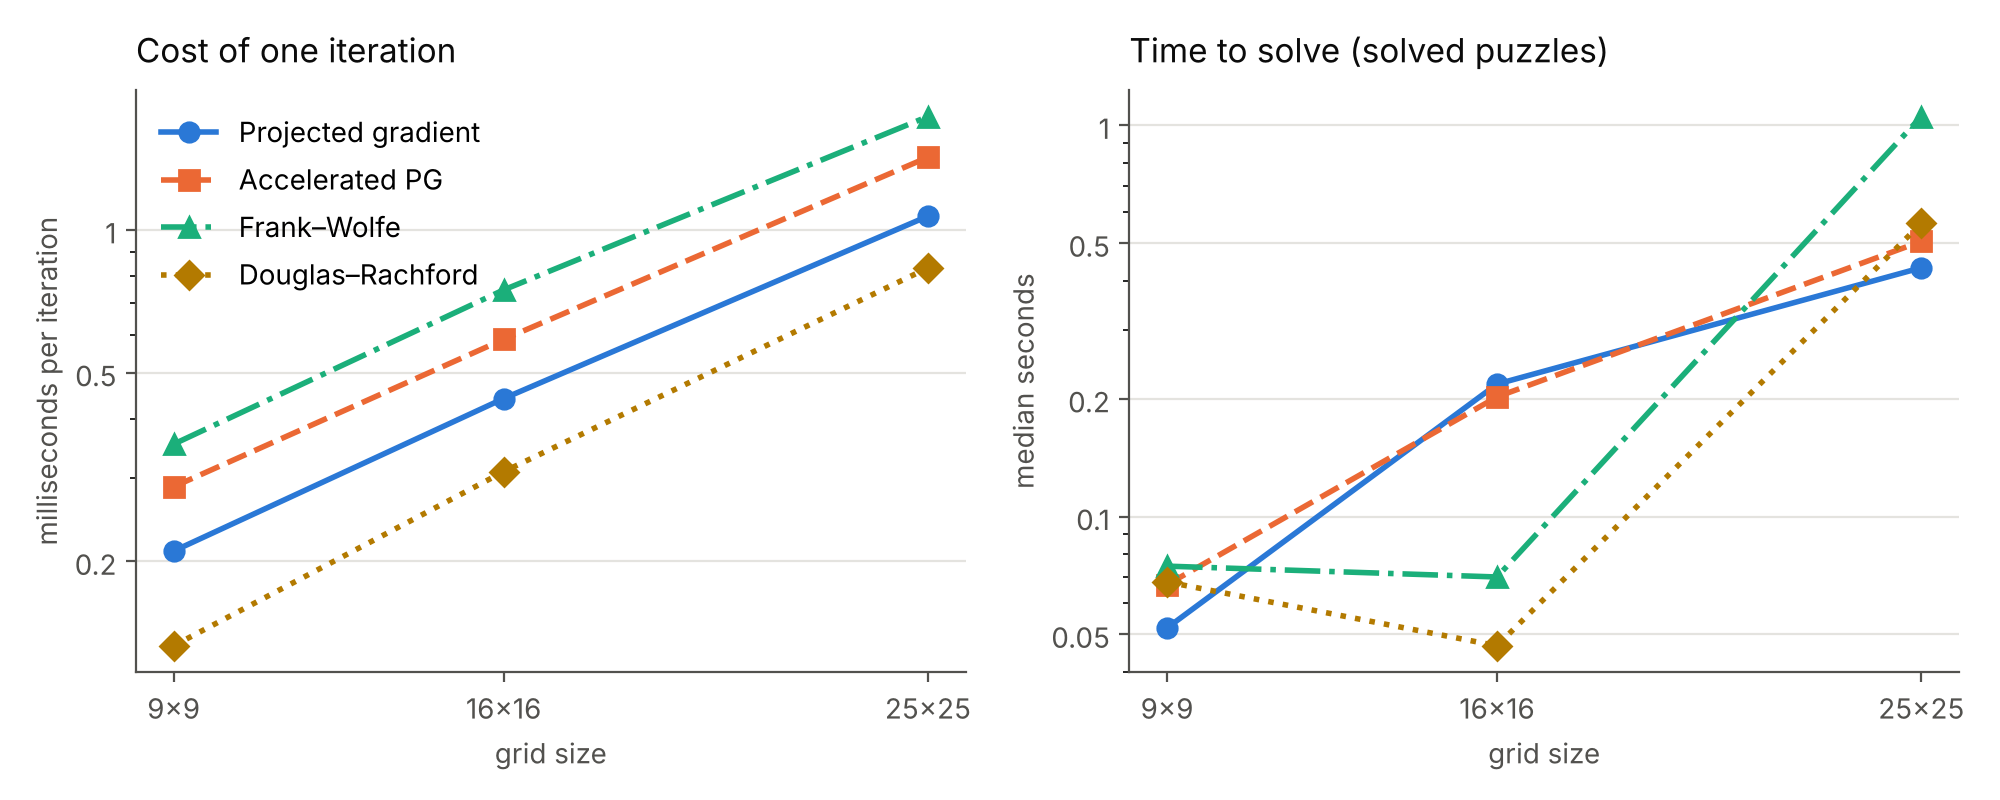 Cost of one iteration
Projected gradient
Accelerated PG
Frank–Wolfe
Douglas–Rachford
milliseconds per iteration
1
0.5
0.2
9×9
16×16
25×25
grid size
Time to solve (solved puzzles)
median seconds
1
0.5
0.2
0.1
0.05
9×9
16×16
25×25
grid size